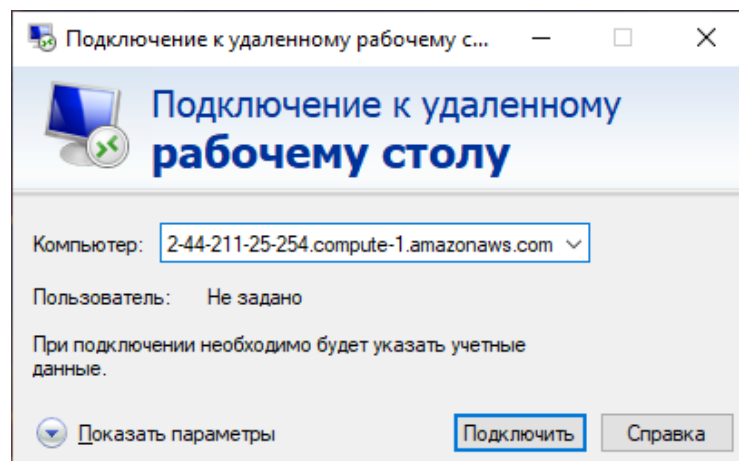 Подключение к удаленному рабочему с...
Подключение к удаленному
рабочему столу
Компьютер: 2-44-211-25-254.compute-1.amazonaws.com
Пользователь: Не задано
При подключении необходимо будет указать учетные
данные.
Показать параметры Подключить Справка